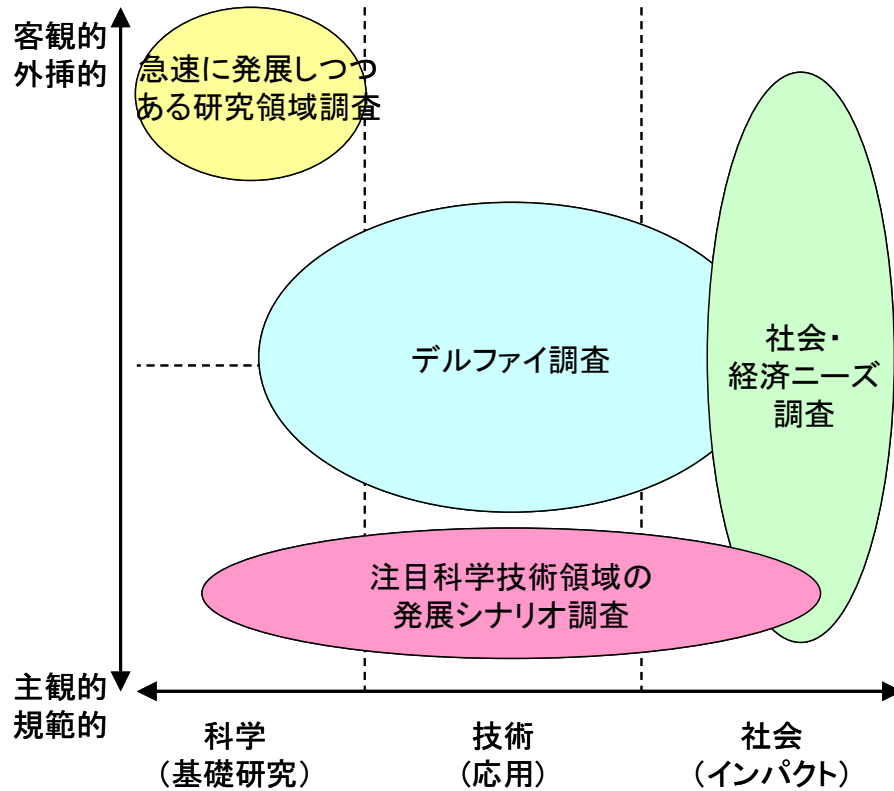 客観的
外挿的
急速に発展しつつ
ある研究領域調査
デルファイ調査
社会・
経済ニーズ
調査
注目科学技術領域の
発展シナリオ調査
主観的
規範的
科学
（基礎研究）
技術
（応用）
社会
（インパクト）